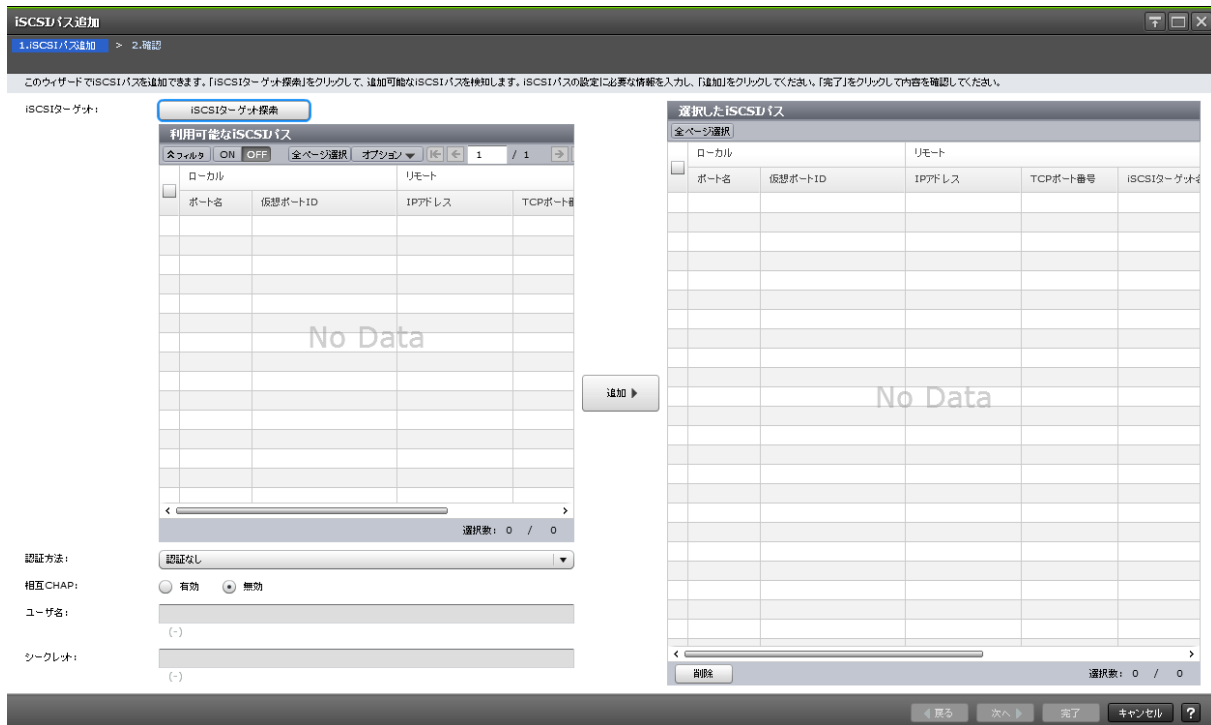 iSCSIパス追加
1.iSCSIパス追加 > 2.確認
このウィザードでiSCSIパスを追加できます。「iSCSIターゲット探索」をクリックして、追加可能なiSCSIパスを検知します。iSCSIパスの設定に必要な情報を入力し、「追加」をクリックしてください。「完了」をクリックして内容を確認してください。
iSCSIターゲット:
iSCSIターゲット探索
利用可能なiSCSIパス
フィルタ ON OFF 全ページ選択 オプション 1 / 1
ローカル リモート
ポート名 仮想ポートID IPアドレス TCPポート番
No Data
選択数: 0 / 0
認証方法: 認証なし
相互CHAP: 有効 無効
ユーザ名:
(-)
シークレット:
(-)
追加
選択したiSCSIパス
全ページ選択
ローカル リモート
ポート名 仮想ポートID IPアドレス TCPポート番号 iSCSIターゲット名
No Data
削除 選択数: 0 / 0
戻る 次へ 完了 キャンセル ?